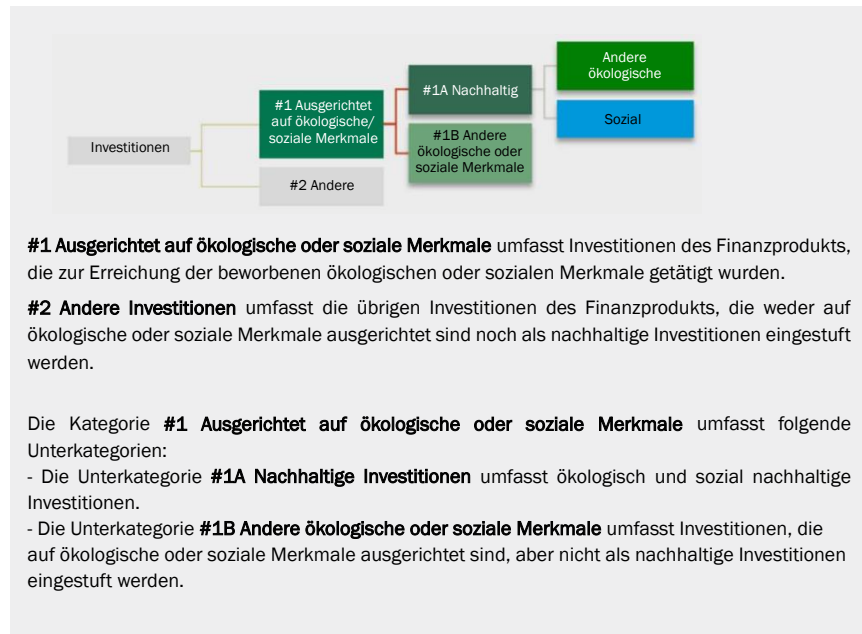 Andere
ökologische
#1A Nachhaltig
#1 Ausgerichtet
auf ökologische/
soziale Merkmale
Sozial
#1B Andere
ökologische oder
soziale Merkmale
Investitionen
#2 Andere
#1 Ausgerichtet auf ökologische oder soziale Merkmale umfasst Investitionen des Finanzprodukts,
die zur Erreichung der beworbenen ökologischen oder sozialen Merkmale getätigt wurden.
#2 Andere Investitionen umfasst die übrigen Investitionen des Finanzprodukts, die weder auf
ökologische oder soziale Merkmale ausgerichtet sind noch als nachhaltige Investitionen eingestuft
werden.
Die Kategorie #1 Ausgerichtet auf ökologische oder soziale Merkmale umfasst folgende
Unterkategorien:
- Die Unterkategorie #1A Nachhaltige Investitionen umfasst ökologisch und sozial nachhaltige
Investitionen.
- Die Unterkategorie #1B Andere ökologische oder soziale Merkmale umfasst Investitionen, die
auf ökologische oder soziale Merkmale ausgerichtet sind, aber nicht als nachhaltige Investitionen
eingestuft werden.